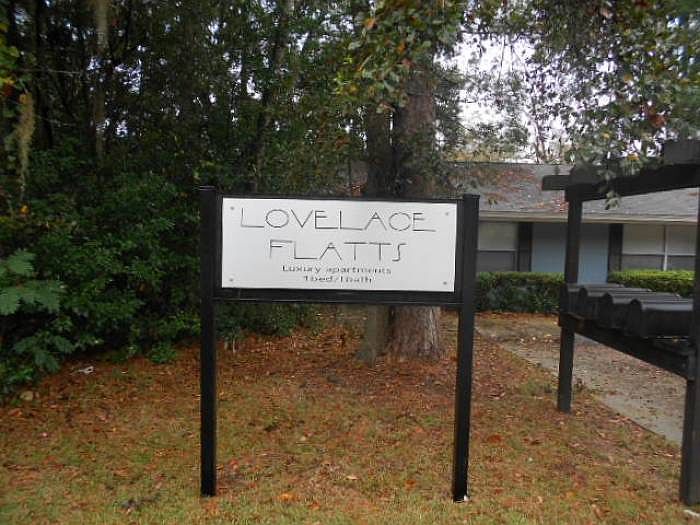 LOVELACE
FLATTS
Luxury apartments
1bed/1bath